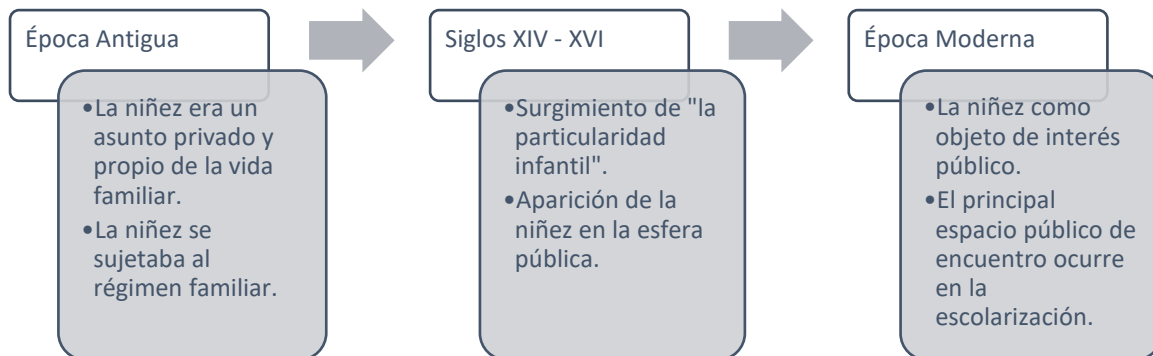 Época Antigua
•La niñez era un
asunto privado y
propio de la vida
familiar.
•La niñez se
sujetaba al
régimen familiar.
Siglos XIV - XVI
•Surgimiento de "la
particularidad
infantil".
•Aparición de la
niñez en la esfera
pública.
Época Moderna
•La niñez como
objeto de interés
público.
•El principal
espacio público de
encuentro ocurre
en la
escolarización.